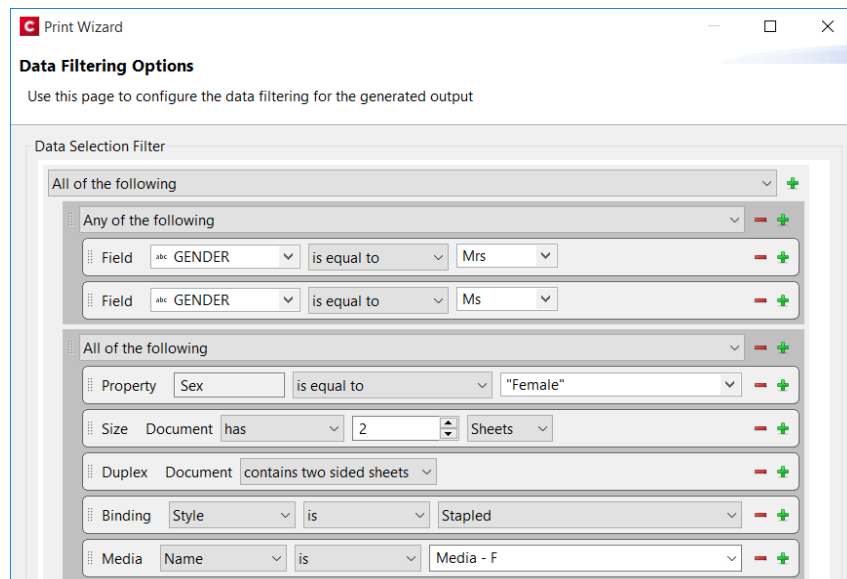 C Print Wizard
Data Filtering Options
Use this page to configure the data filtering for the generated output
Data Selection Filter
All of the following
Any of the following
Field abc GENDER is equal to Mrs
Field abc GENDER is equal to Ms
All of the following
Property Sex is equal to "Female"
Size Document has 2 Sheets
Duplex Document contains two sided sheets
Binding Style is Stapled
Media Name is Media - F